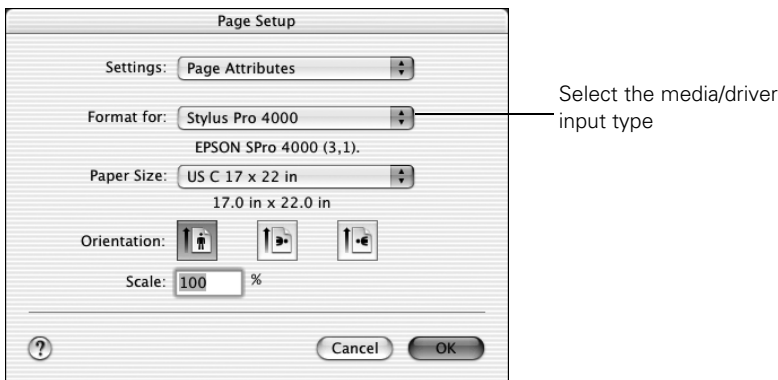 Page Setup
Settings: Page Attributes
Format for: Stylus Pro 4000
Select the media/driver
input type
EPSON SPro 4000 (3,1).
Paper Size: US C 17 x 22 in
17.0 in x 22.0 in
Orientation:
Scale: 100 %
? Cancel OK